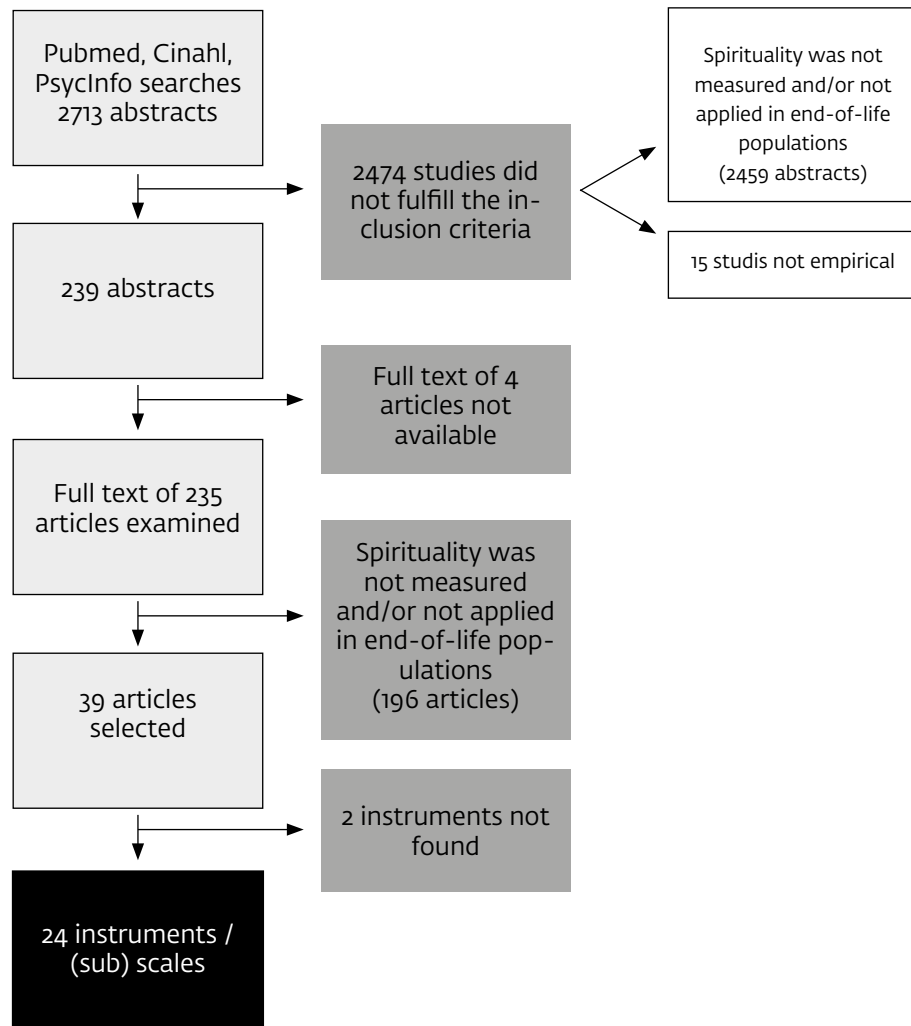 Pubmed, Cinahl,
PsycInfo searches
2713 abstracts
Spirituality was not
measured and/or not
applied in end-of-life
populations
(2459 abstracts)
2474 studies did
not fulfill the in-
clusion criteria
15 studis not empirical
239 abstracts
Full text of 4
articles not
available
Full text of 235
articles examined
Spirituality was
not measured
and/or not applied
in end-of-life pop-
ulations
(196 articles)
39 articles
selected
2 instruments not
found
24 instruments /
(sub) scales